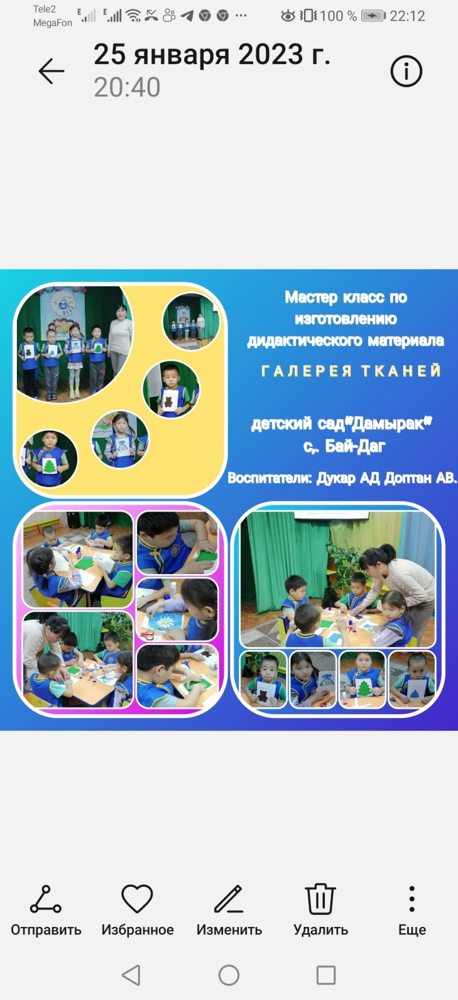 Tele2
MegaFon
100 %
22:12
25 января 2023 г.
20:40
2023
Мастер класс по
изготовлению
дидактического материала
ГАЛЕРЕЯ ТКАНЕЙ
детский сад"Дамырак"
с,. Бай-Даг
Воспитатели: Дукар АД Доптан АВ.
Отправить
Избранное
Изменить
Удалить
Еще